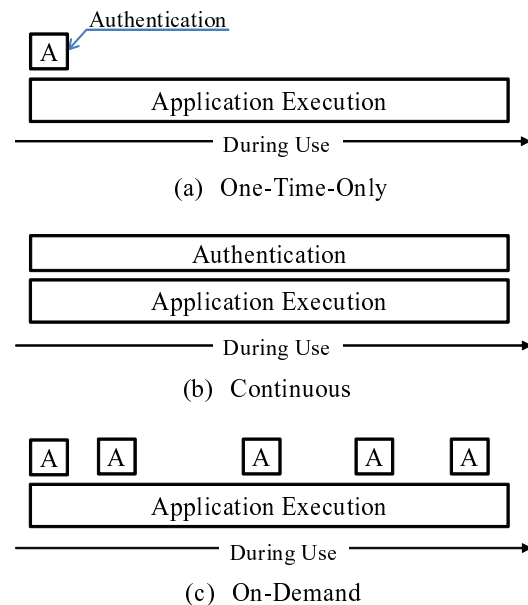 Authentication
A
Application Execution
During Use
(a) One-Time-Only
Authentication
Application Execution
During Use
(b) Continuous
A A A A A
Application Execution
During Use
(c) On-Demand